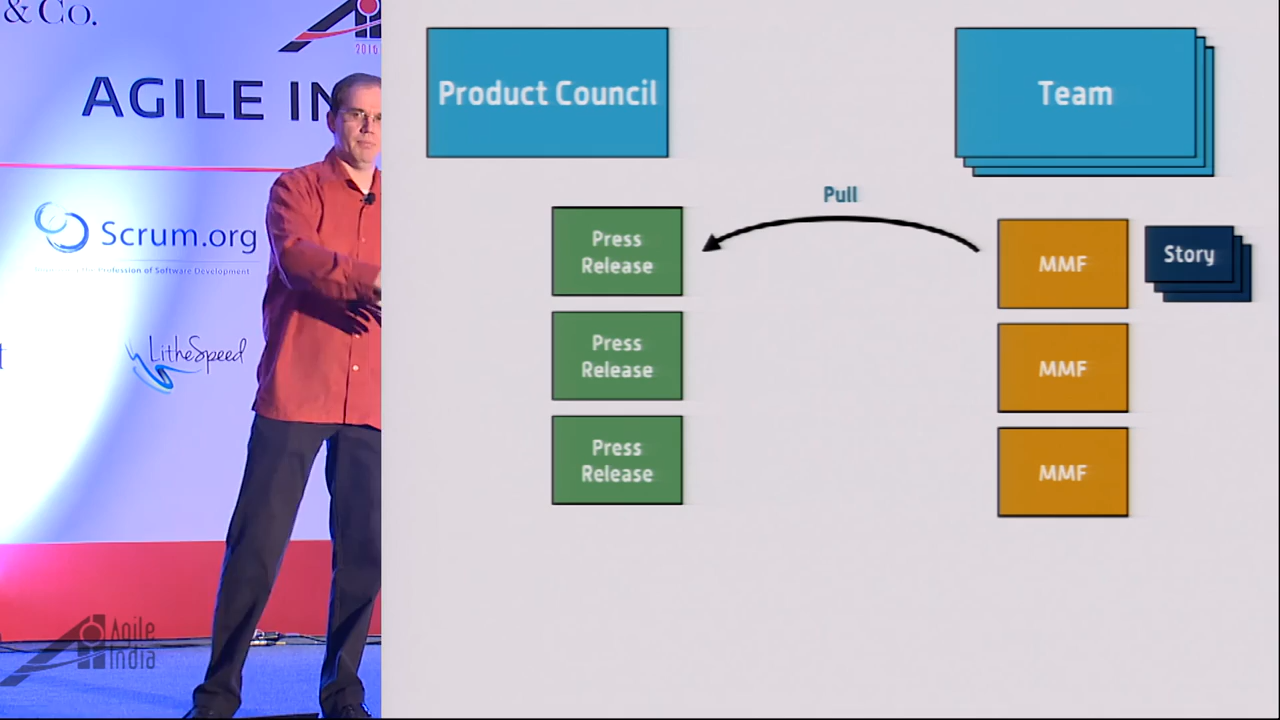 & Co.
2016
AGILE IN
Scrum.org
LitheSpeed
Agile
India
Product Council
Team
Pull
Press
Release
MMF
Story
Press
Release
MMF
Press
Release
MMF